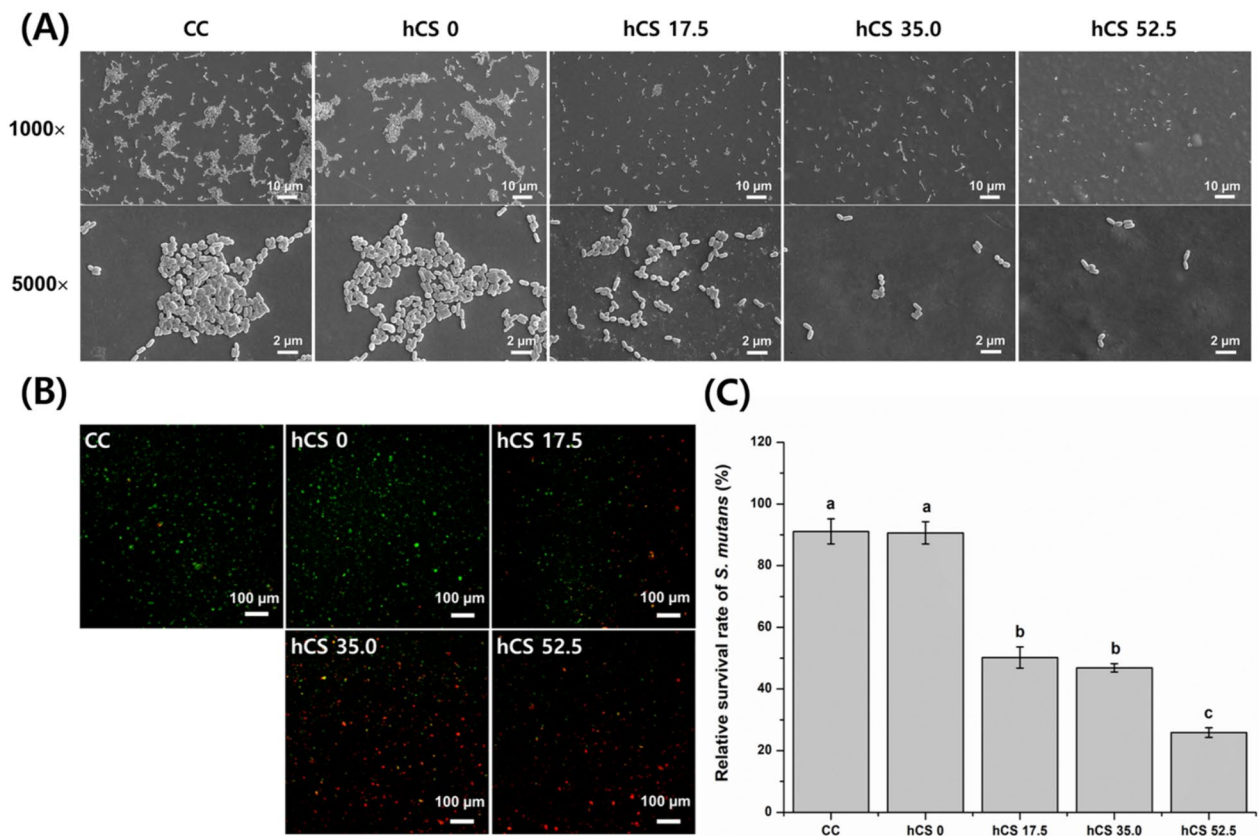 (A)
CC hCS 0 hCS 17.5 hCS 35.0 hCS 52.5
1000×
10 μm 10 μm 10 μm 10 μm 10 μm
5000×
2 μm 2 μm 2 μm 2 μm 2 μm
(B)
CC hCS 0 hCS 17.5
100 μm 100 μm 100 μm
hCS 35.0 hCS 52.5
100 μm 100 μm
(C)
Relative survival rate of S. mutans (%)
120
100
80
60
40
20
0
a a b b c
CC hCS 0 hCS 17.5 hCS 35.0 hCS 52.5